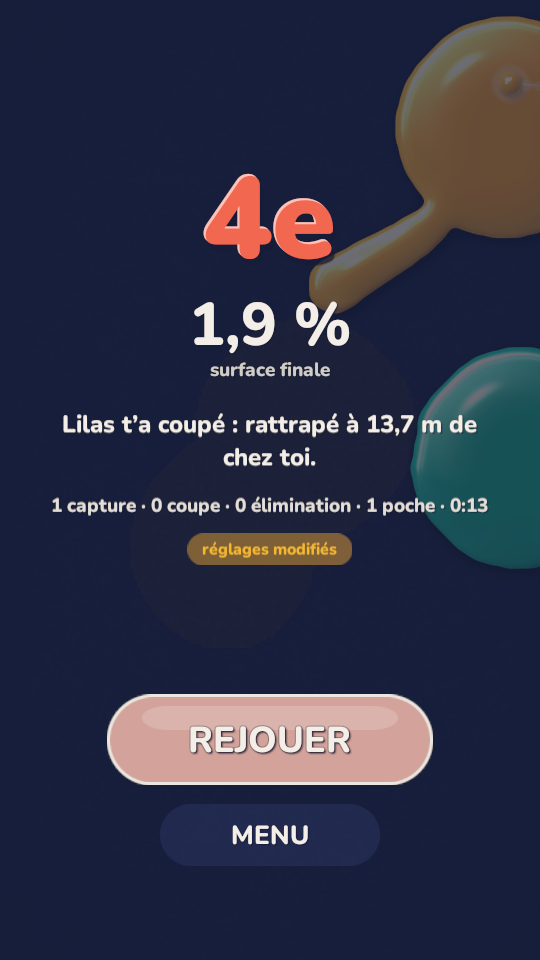 4e
1,9 %
surface finale
Lilas t’a coupé : rattrapé à 13,7 m de
chez toi.
1 capture · 0 coupe · 0 élimination · 1 poche · 0:13
réglages modifiés
REJOUER
MENU